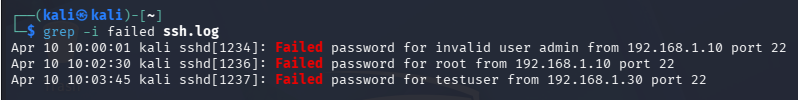 ┌──(kali㉿kali)-[~]
└─$ grep -i failed ssh.log
Apr 10 10:00:01 kali sshd[1234]: Failed password for invalid user admin from 192.168.1.10 port 22
Apr 10 10:02:30 kali sshd[1236]: Failed password for root from 192.168.1.10 port 22
Apr 10 10:03:45 kali sshd[1237]: Failed password for testuser from 192.168.1.30 port 22